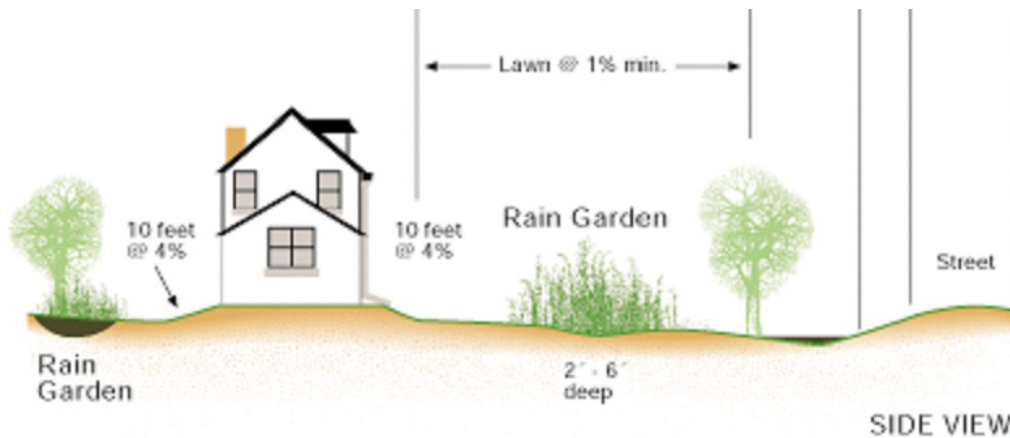 Lawn @ 1% min.
10 feet
@ 4%
10 feet
@ 4%
Rain Garden
Street
Rain
Garden
2″ - 6″
deep
SIDE VIEW